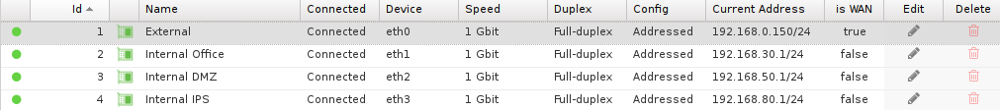 Id Name Connected Device Speed Duplex Config Current Address is WAN Edit Delete
1 External Connected eth0 1 Gbit Full-duplex Addressed 192.168.0.150/24 true
2 Internal Office Connected eth1 1 Gbit Full-duplex Addressed 192.168.30.1/24 false
3 Internal DMZ Connected eth2 1 Gbit Full-duplex Addressed 192.168.50.1/24 false
4 Internal IPS Connected eth3 1 Gbit Full-duplex Addressed 192.168.80.1/24 false